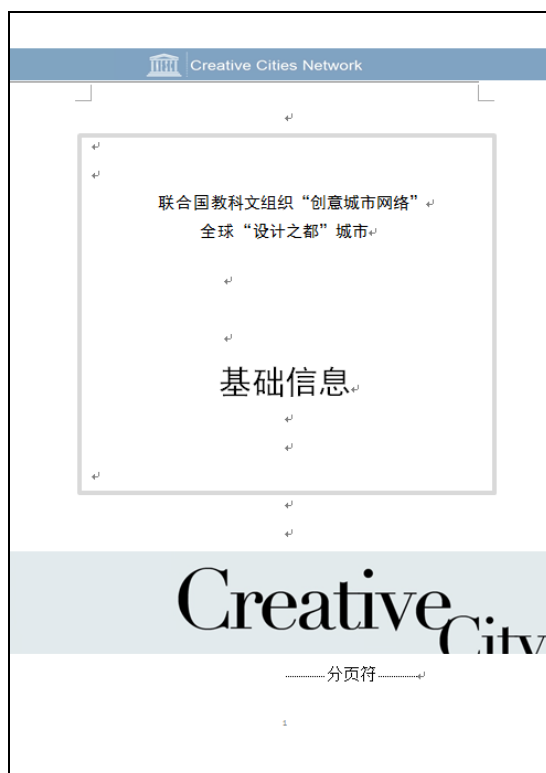 Creative Cities Network
联合国教科文组织“创意城市网络”
全球“设计之都”城市
基础信息
Creative
City
分页符
1